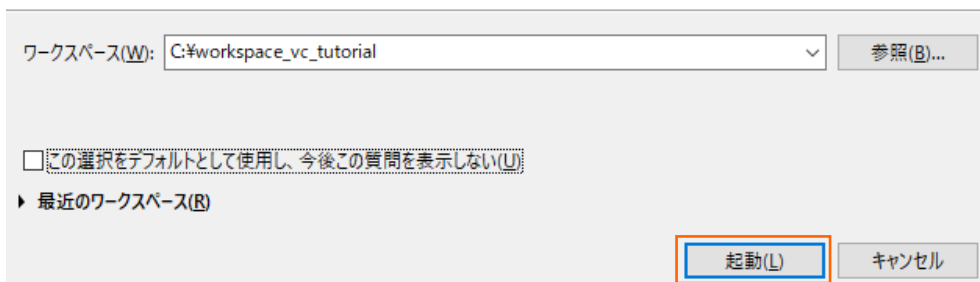 ワークスペース(W): C:¥workspace_vc_tutorial 参照(B)...
この選択をデフォルトとして使用し、今後この質問を表示しない(U)
最近のワークスペース(R)
起動(L) キャンセル